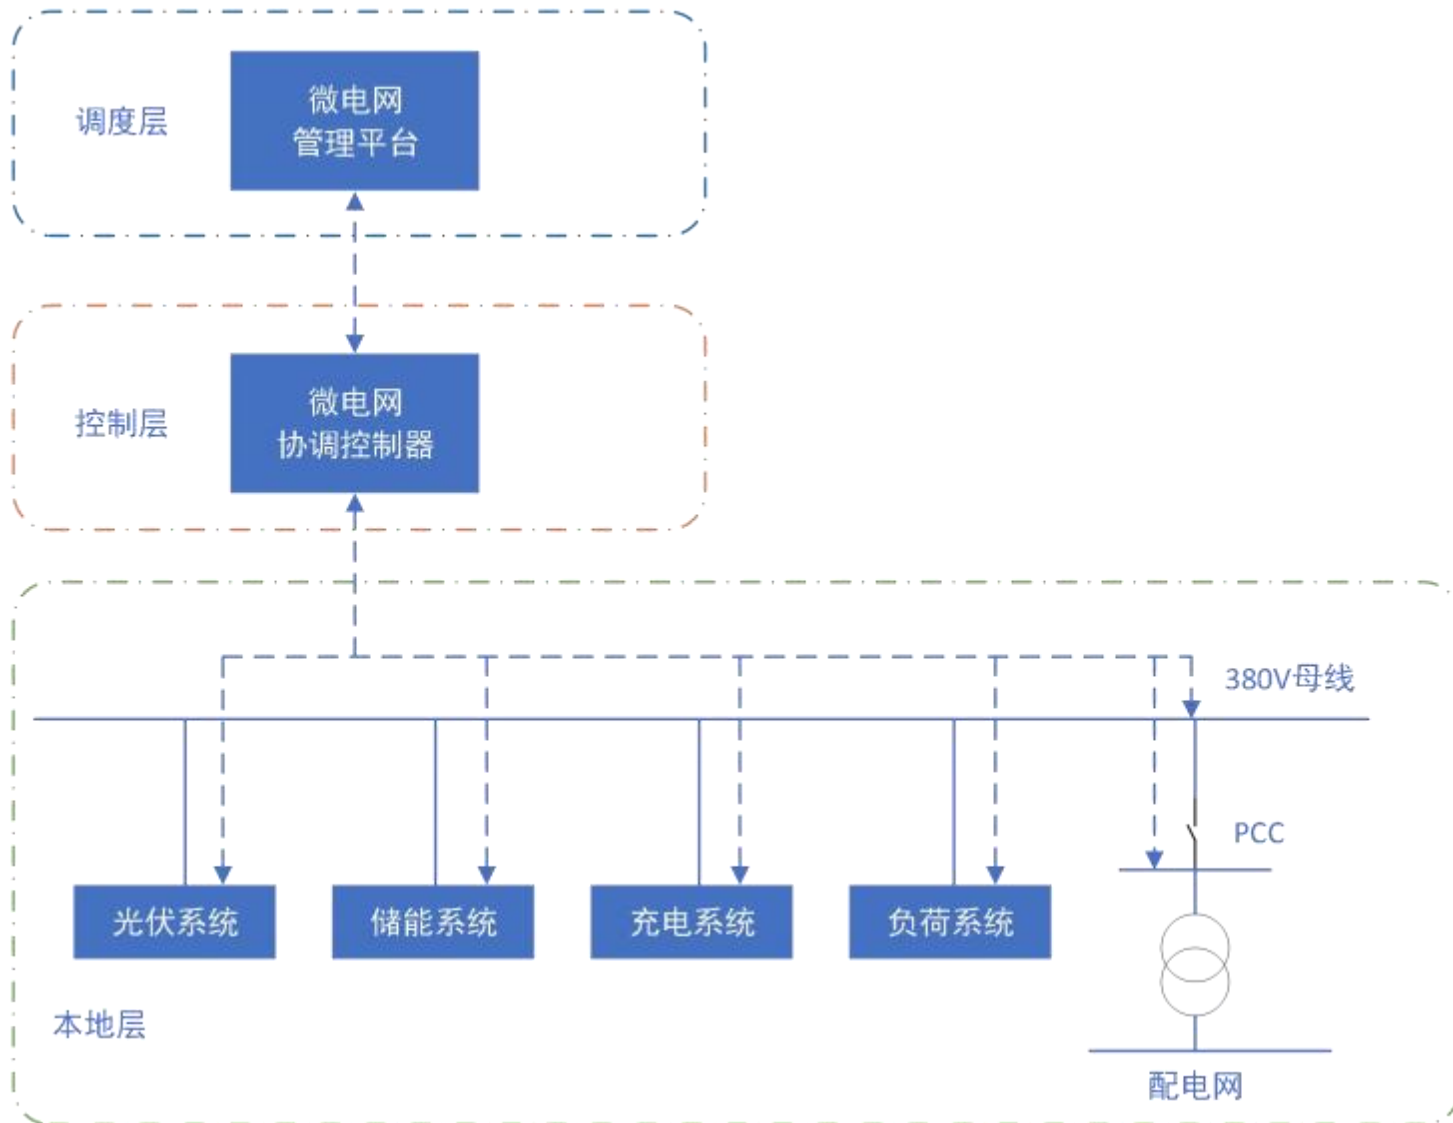 调度层
微电网
管理平台
控制层
微电网
协调控制器
380V母线
PCC
光伏系统
储能系统
充电系统
负荷系统
本地层
配电网